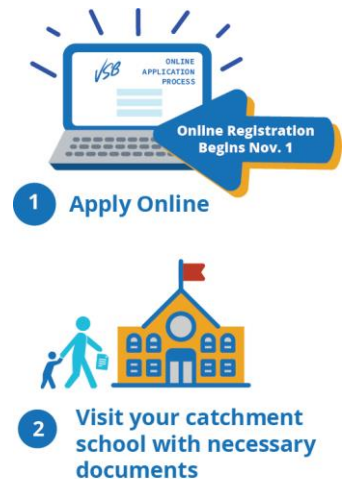 VSB
ONLINE
APPLICATION
PROCESS
Online Registration
Begins Nov. 1
1 Apply Online
2 Visit your catchment
school with necessary
documents